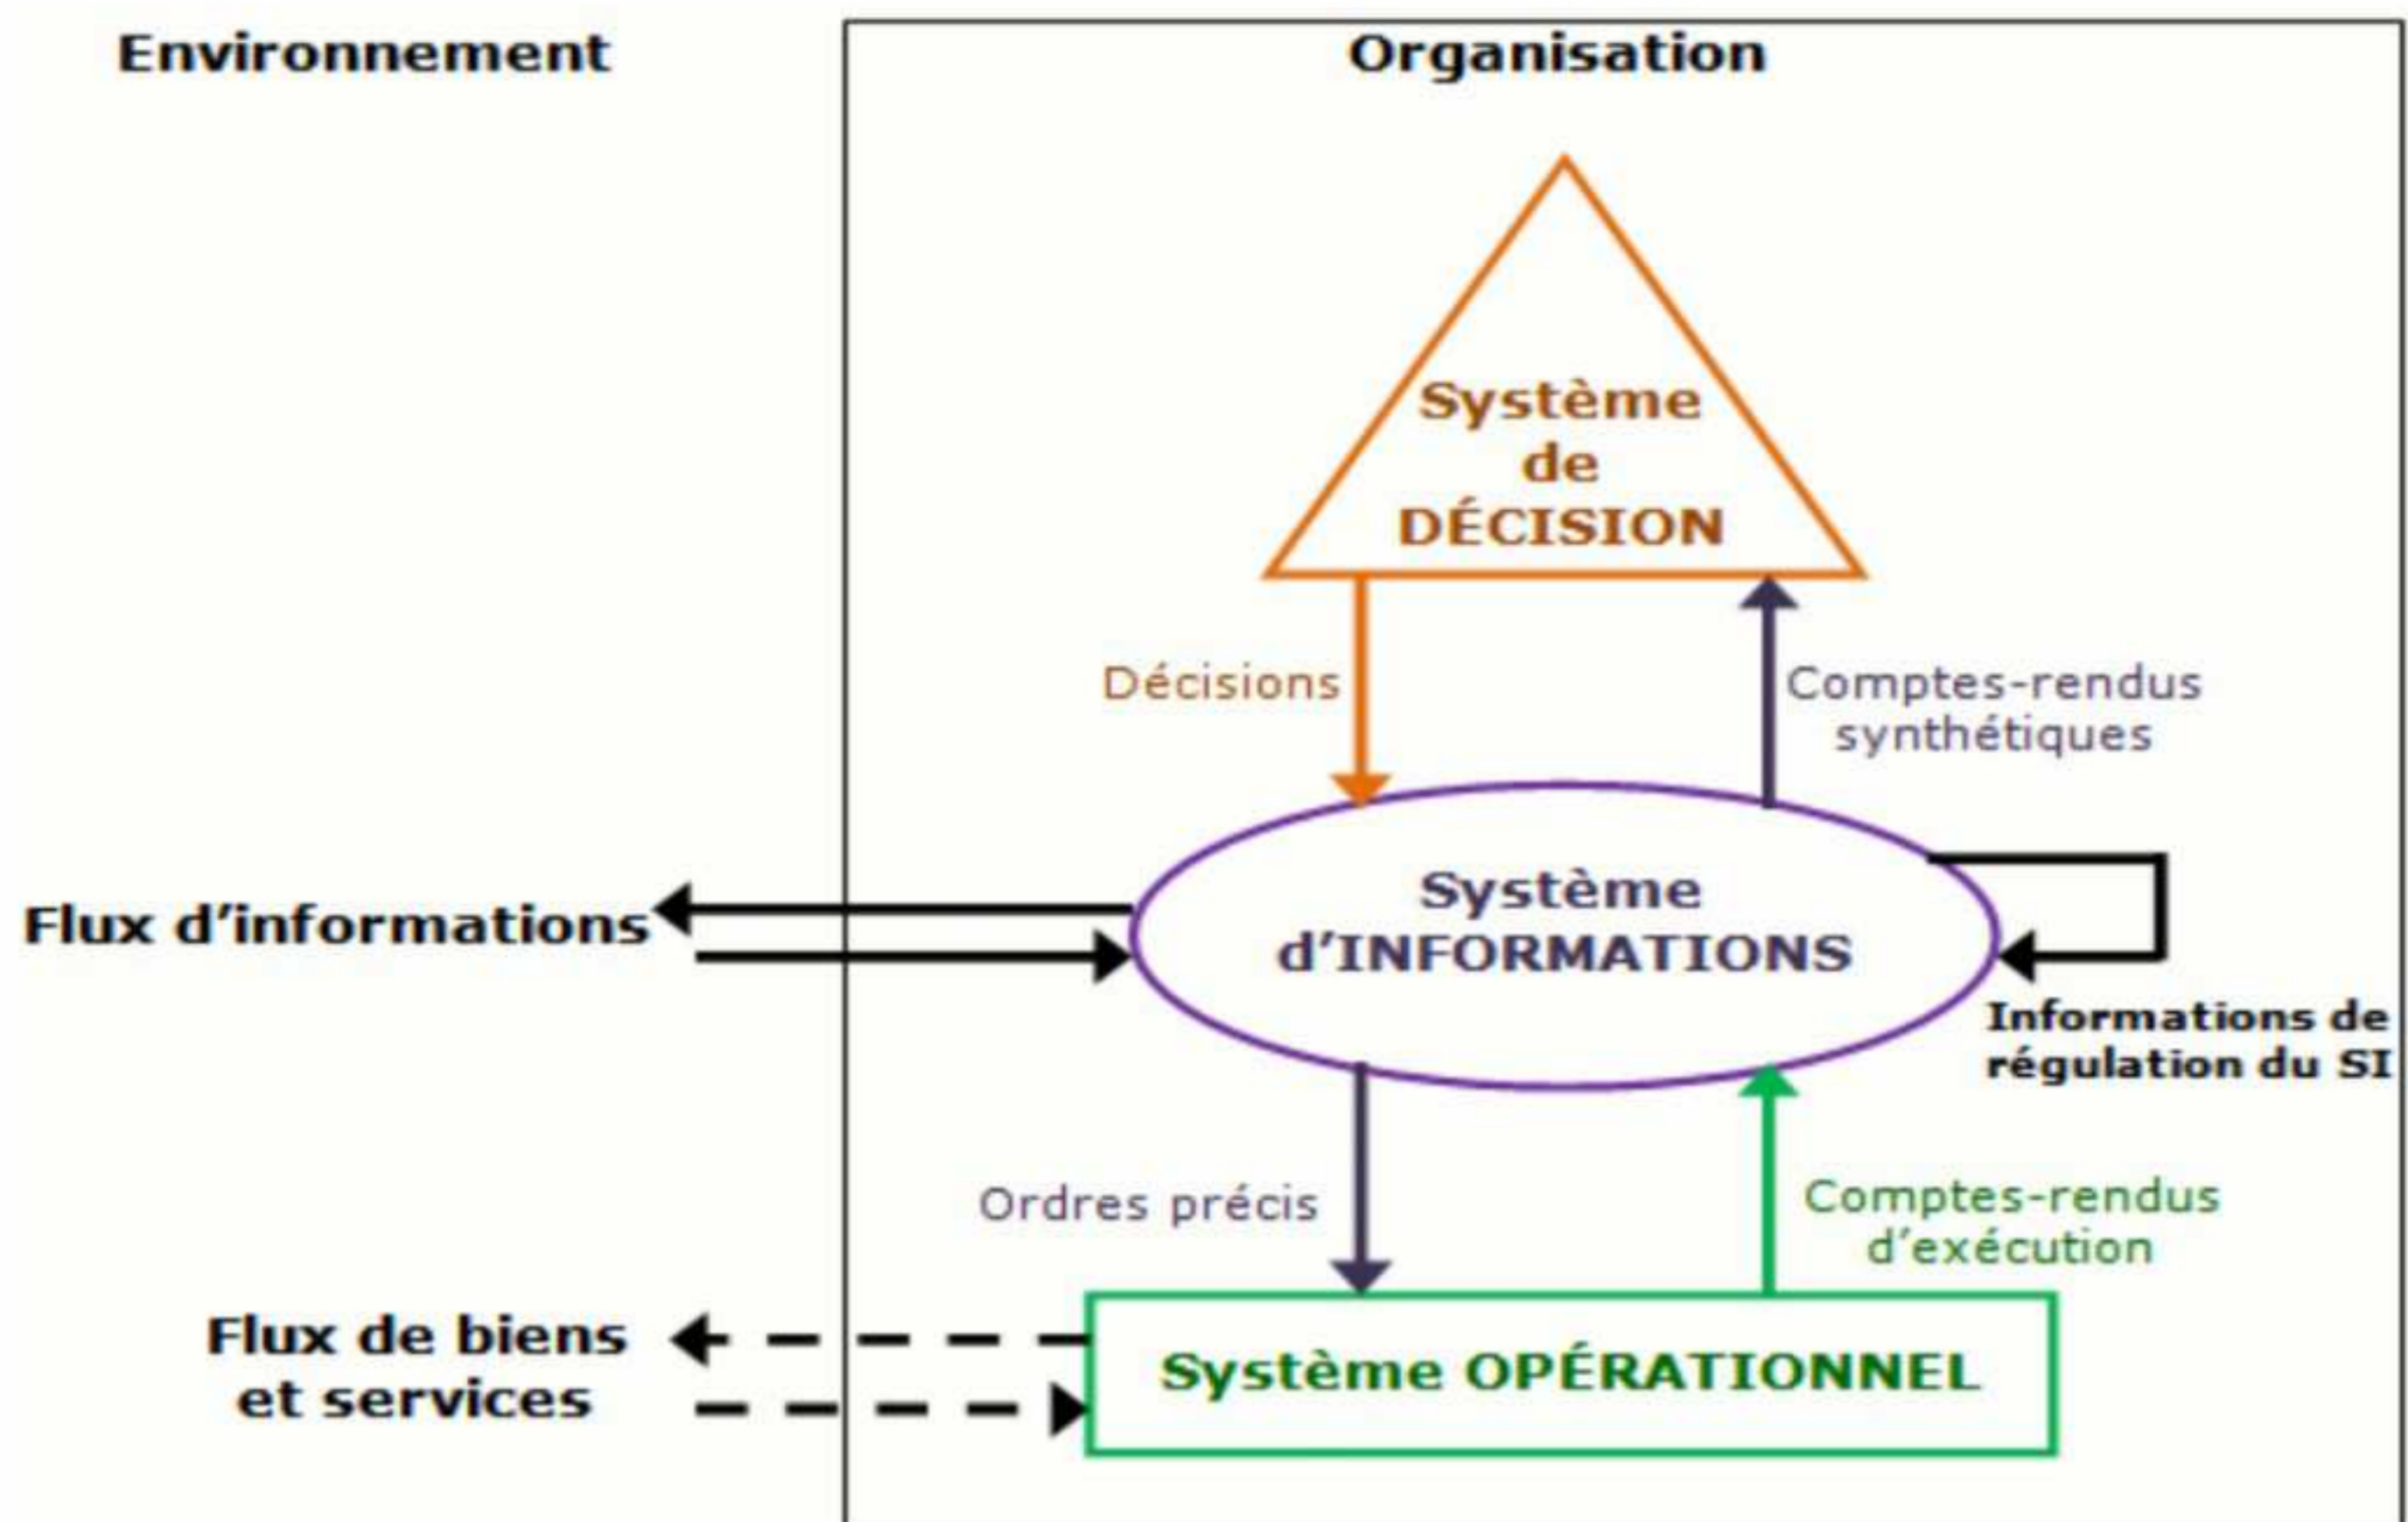 Environnement
Organisation
Système
de
DÉCISION
Décisions
Comptes-rendus
synthétiques
Flux d’informations
Système
d’INFORMATIONS
Informations de
régulation du SI
Ordres précis
Comptes-rendus
d’exécution
Flux de biens
et services
Système OPÉRATIONNEL